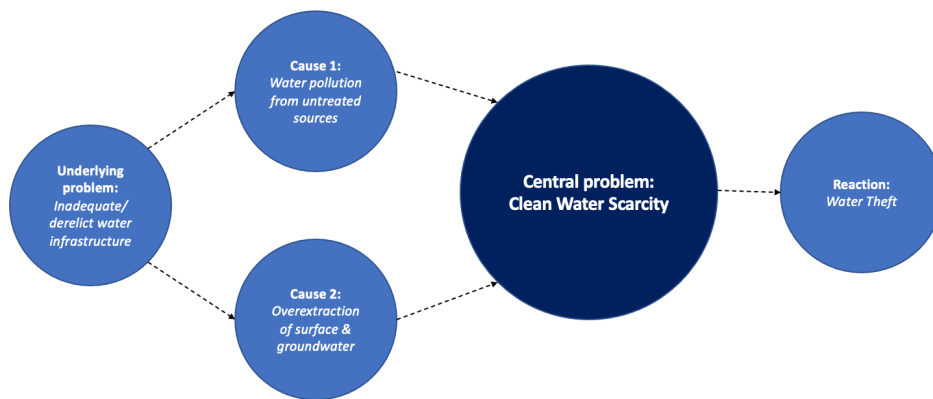 Underlying
problem:
Inadequate/
derelict water
infrastructure
Cause 1:
Water pollution
from untreated
sources
Cause 2:
Overextraction
of surface &
groundwater
Central problem:
Clean Water Scarcity
Reaction:
Water Theft